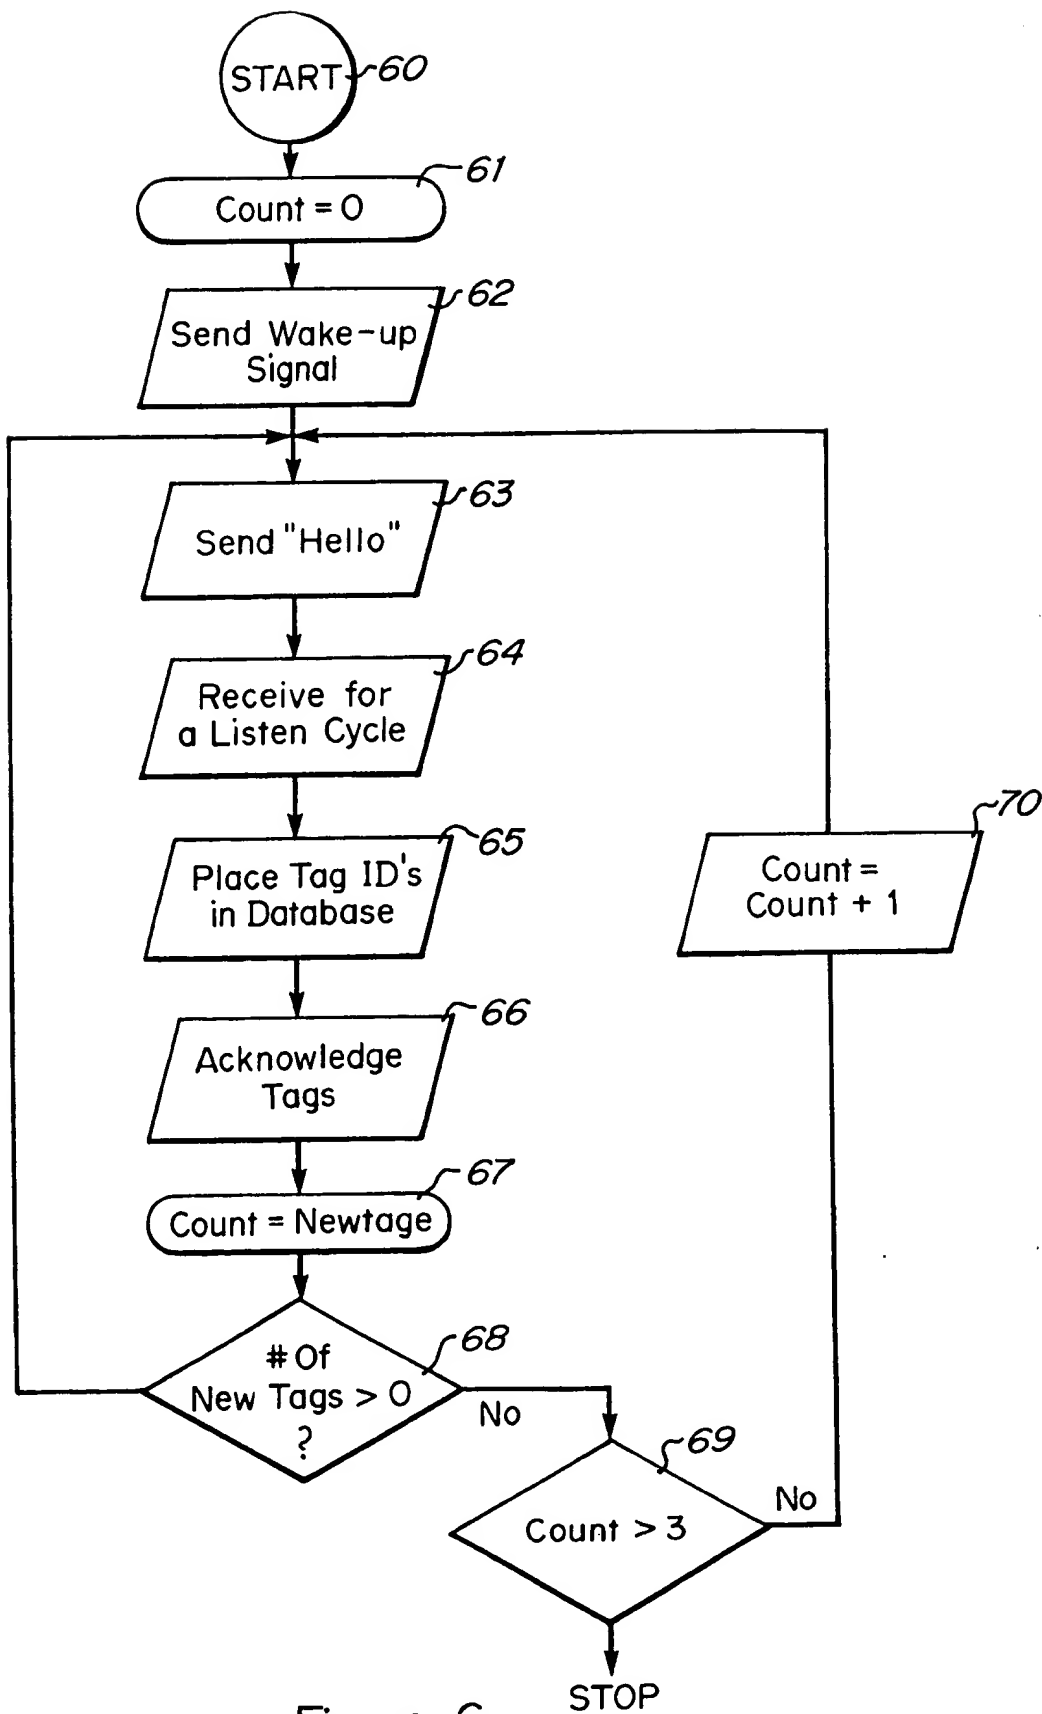 START 60
61
Count = 0
62
Send Wake-up
Signal
63
Send "Hello"
64
Receive for
a Listen Cycle
65
Place Tag ID's
in Database
70
Count =
Count + 1
66
Acknowledge
Tags
67
Count = Newtage
68
# Of
New Tags > 0
?
No
69
No
Count > 3
STOP